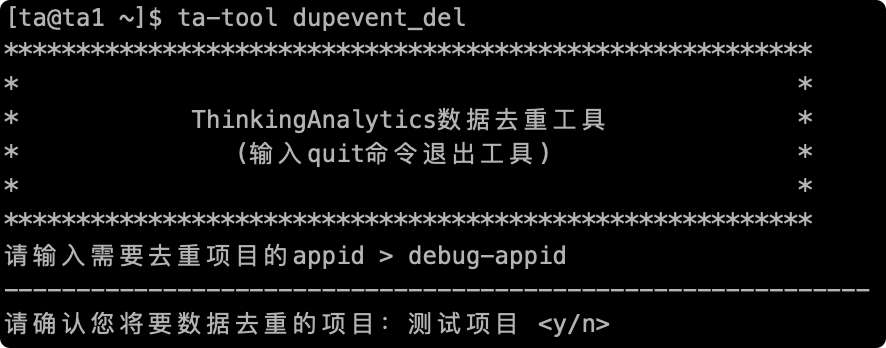 [ta@ta1 ~]$ ta-tool dupevent_del
********************************************************
* *
* ThinkingAnalytics数据去重工具 *
* (输入quit命令退出工具) *
* *
********************************************************
请输入需要去重项目的appid > debug-appid
------------------------------------------------------------
请确认您将要数据去重的项目: 测试项目 <y/n>